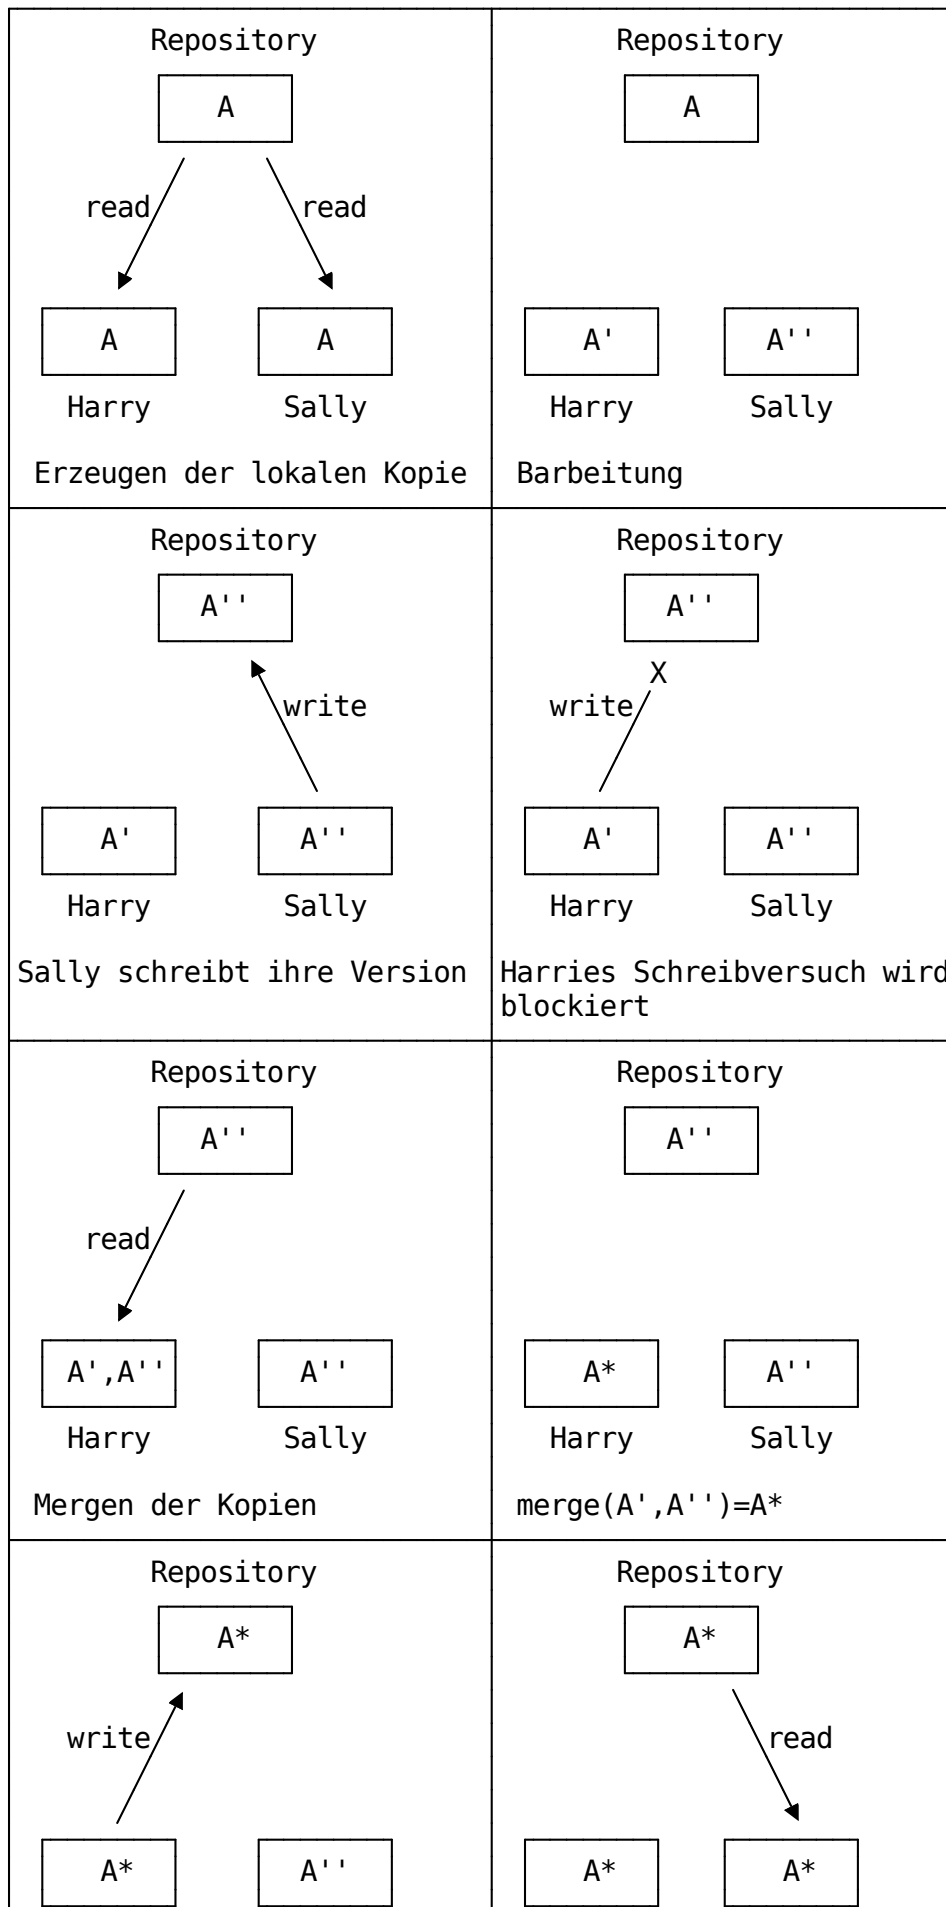 Repository
A
read
read
A
A
Harry
Sally
Erzeugen der lokalen Kopie
Repository
A
A'
A''
Harry
Sally
Barbeitung
Repository
A''
write
A'
A''
Harry
Sally
Sally schreibt ihre Version
Repository
A''
X
write
A'
A''
Harry
Sally
Harries Schreibversuch wird
blockiert
Repository
A''
read
A',A''
A''
Harry
Sally
Mergen der Kopien
Repository
A''
A*
A''
Harry
Sally
merge(A',A'')=A*
Repository
A*
write
A*
A''
Repository
A*
read
A*
A*